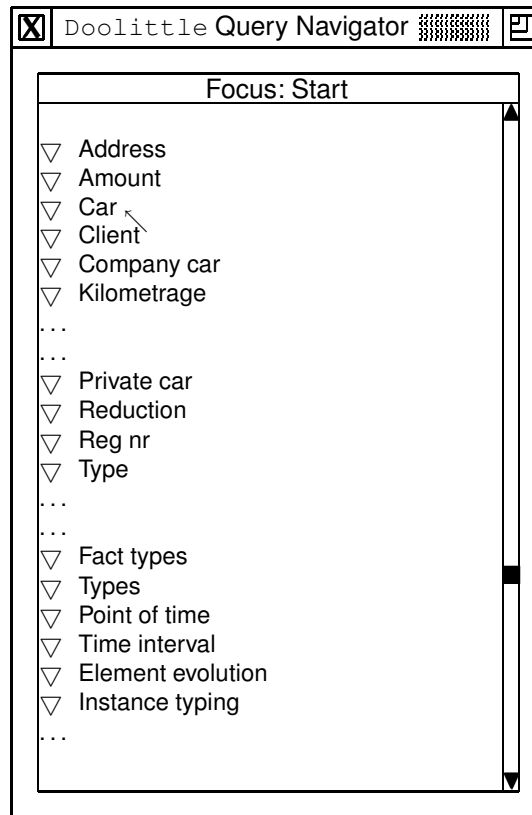 X Doolittle Query Navigator
Focus: Start
▽ Address
▽ Amount
▽ Car
▽ Client
▽ Company car
▽ Kilometrage
...
...
▽ Private car
▽ Reduction
▽ Reg nr
▽ Type
...
...
▽ Fact types
▽ Types
▽ Point of time
▽ Time interval
▽ Element evolution
▽ Instance typing
...